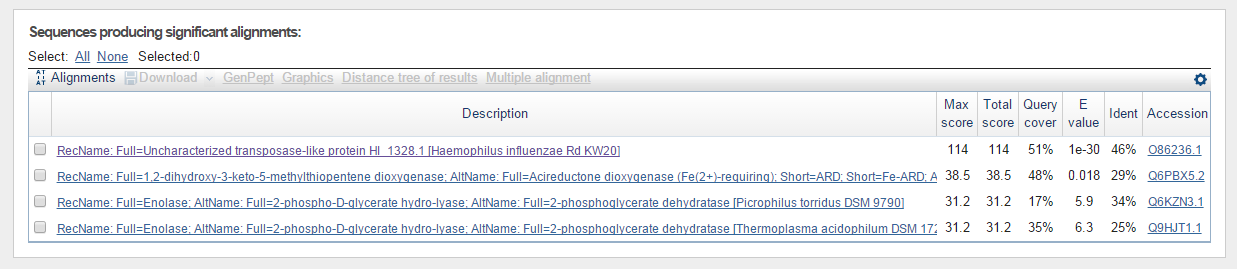 Sequences producing significant alignments:
Select: All None Selected:0
Alignments Download GenPept Graphics Distance tree of results Multiple alignment
Description Max score Total score Query cover E value Ident Accession
RecName: Full=Uncharacterized transposase-like protein HI_1328.1 [Haemophilus influenzae Rd KW20] 114 114 51% 1e-30 46% O86236.1
RecName: Full=1,2-dihydroxy-3-keto-5-methylthiopentene dioxygenase; AltName: Full=Acireductone dioxygenase (Fe(2+)-requiring); Short=ARD; Short=Fe-ARD; A 38.5 38.5 48% 0.018 29% Q6PBX5.2
RecName: Full=Enolase; AltName: Full=2-phospho-D-glycerate hydro-lyase; AltName: Full=2-phosphoglycerate dehydratase [Picrophilus torridus DSM 9790] 31.2 31.2 17% 5.9 34% Q6KZN3.1
RecName: Full=Enolase; AltName: Full=2-phospho-D-glycerate hydro-lyase; AltName: Full=2-phosphoglycerate dehydratase [Thermoplasma acidophilum DSM 172 31.2 31.2 35% 6.3 25% Q9HJT1.1